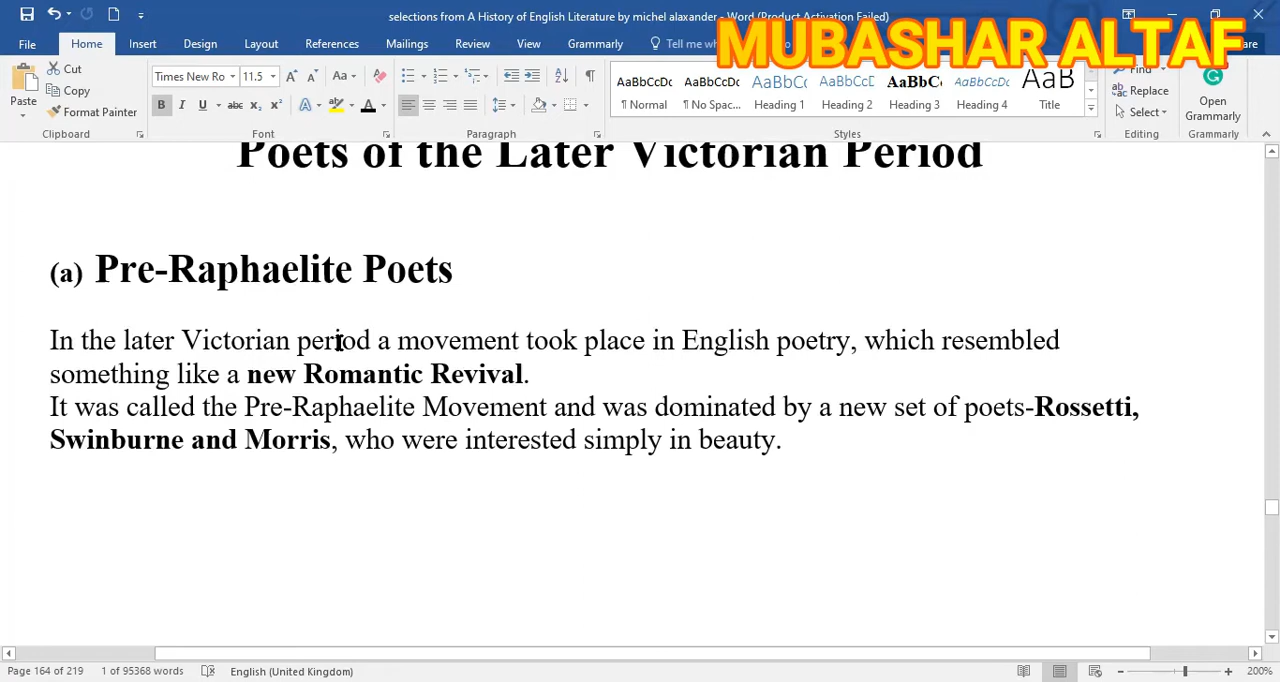 selections from A History of English Literature by michel alaxander - Word (Product Activation Failed)
MUBASHAR ALTAF
File Home Insert Design Layout References Mailings Review View Grammarly Tell me
Paste Cut Copy Format Painter
Times New Ro 11.5
AaBbCcDc AaBbCcDc AaBbCc AaBbCcD AaBbCc AaBbCcD AaB
¶ Normal ¶ No Spac... Heading 1 Heading 2 Heading 3 Heading 4 Title
Find Replace Select
Open Grammarly
Clipboard Font Paragraph Styles Editing Grammarly
Poets of the Later Victorian Period
(a) Pre-Raphaelite Poets
In the later Victorian period a movement took place in English poetry, which resembled
something like a new Romantic Revival.
It was called the Pre-Raphaelite Movement and was dominated by a new set of poets-Rossetti,
Swinburne and Morris, who were interested simply in beauty.
Page 164 of 219 1 of 95368 words English (United Kingdom) 200%